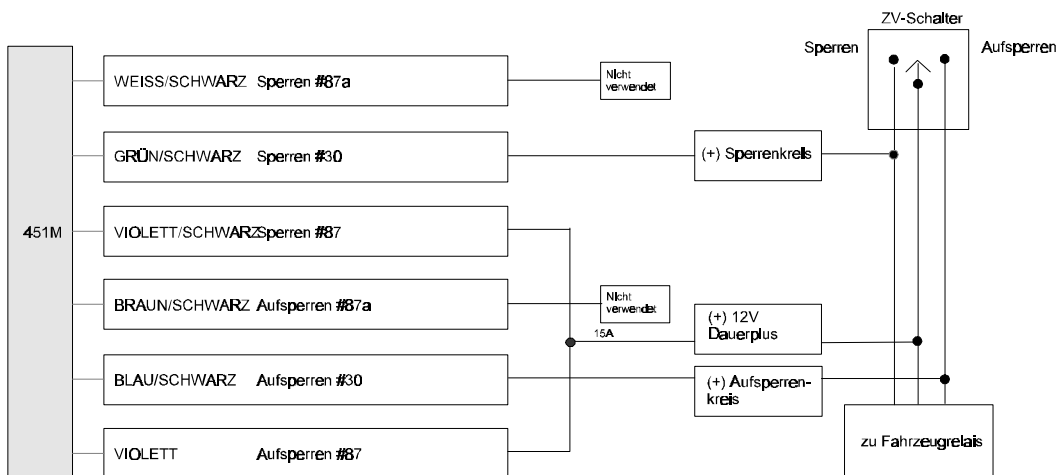 ZV-Schalter
Sperren
Aufsperren
WEISS/SCHWARZ Sperren #87a
Nicht
verwendet
GRÜN/SCHWARZ Sperren #30
(+) Sperrenkreis
451M
VIOLETT/SCHWARZ Sperren #87
BRAUN/SCHWARZ Aufsperren #87a
Nicht
verwendet
15A
(+) 12V
Dauerplus
BLAU/SCHWARZ Aufsperren #30
(+) Aufsperren-
kreis
zu Fahrzeugrelais
VIOLETT Aufsperren #87